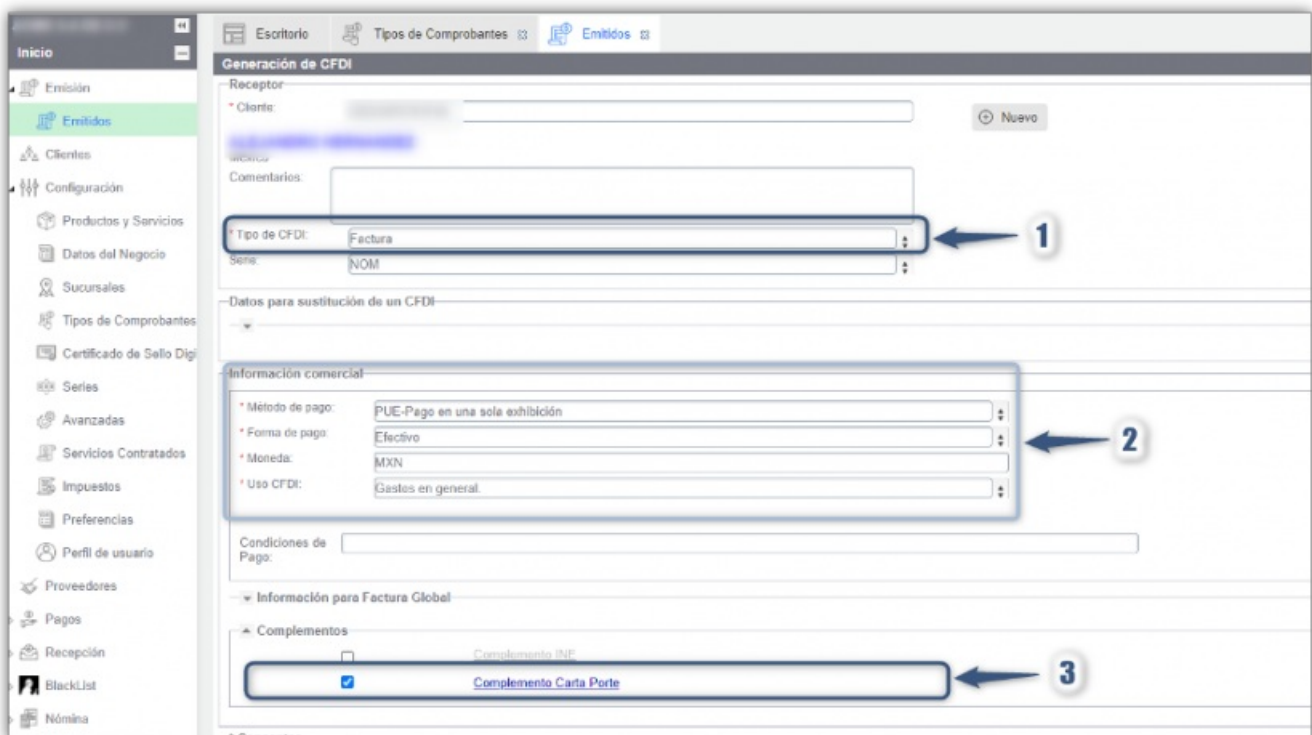 Inicio
Emisión
Emitidos
Clientes
Configuración
Productos y Servicios
Datos del Negocio
Sucursales
Tipos de Comprobantes
Certificado de Sello Digi
Series
Avanzadas
Servicios Contratados
Impuestos
Preferencias
Perfil de usuario
Proveedores
Pagos
Recepción
BlackList
Nómina
Escritorio Tipos de Comprobantes Emitidos
Generación de CFDI
Receptor
* Cliente:
Nuevo
Comentarios:
* Tipo de CFDI: Factura 1
Serie: NOM
Datos para sustitución de un CFDI
Información comercial
* Método de pago: PUE-Pago en una sola exhibición
* Forma de pago: Efectivo 2
* Moneda: MXN
* Uso CFDI: Gastos en general.
Condiciones de
Pago:
Información para Factura Global
Complementos
Complemento INE
Complemento Carta Porte 3